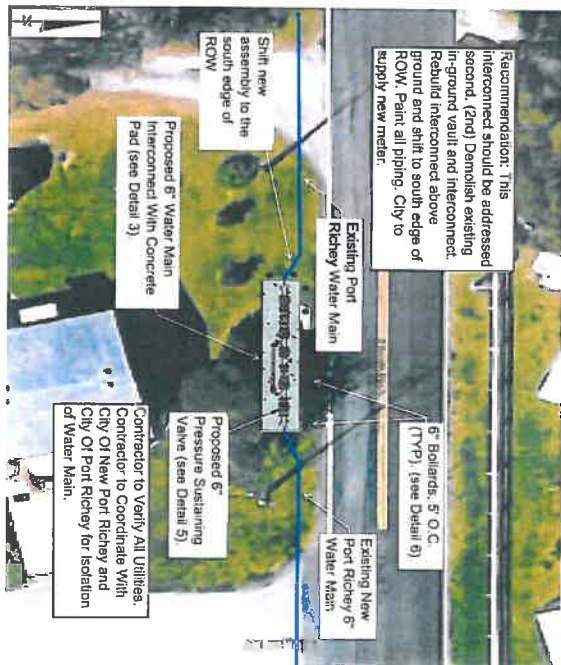 Recommendation: This
interconnect should be addressed
second. (2nd) Demolish existing
in-ground vault and interconnect.
Rebuild interconnect above
ground and shift to south edge of
ROW. Paint all piping. City to
supply new meter.
Shift new
assembly to the
south edge of
ROW
Existing Port
Richey Water Main
6" Bollards. 5' O.C.
(TYP). (see Detail 6)
Existing New
Port Richey 6"
Water Main
Proposed 6" Water Main
Interconnect With Concrete
Pad (see Detail 3).
Proposed 6"
Pressure Sustaining
Valve (see Detail 5).
Contractor to Verify All Utilities.
Contractor to Coordinate With
City Of New Port Richey and
City Of Port Richey for Isolation
of Water Main.